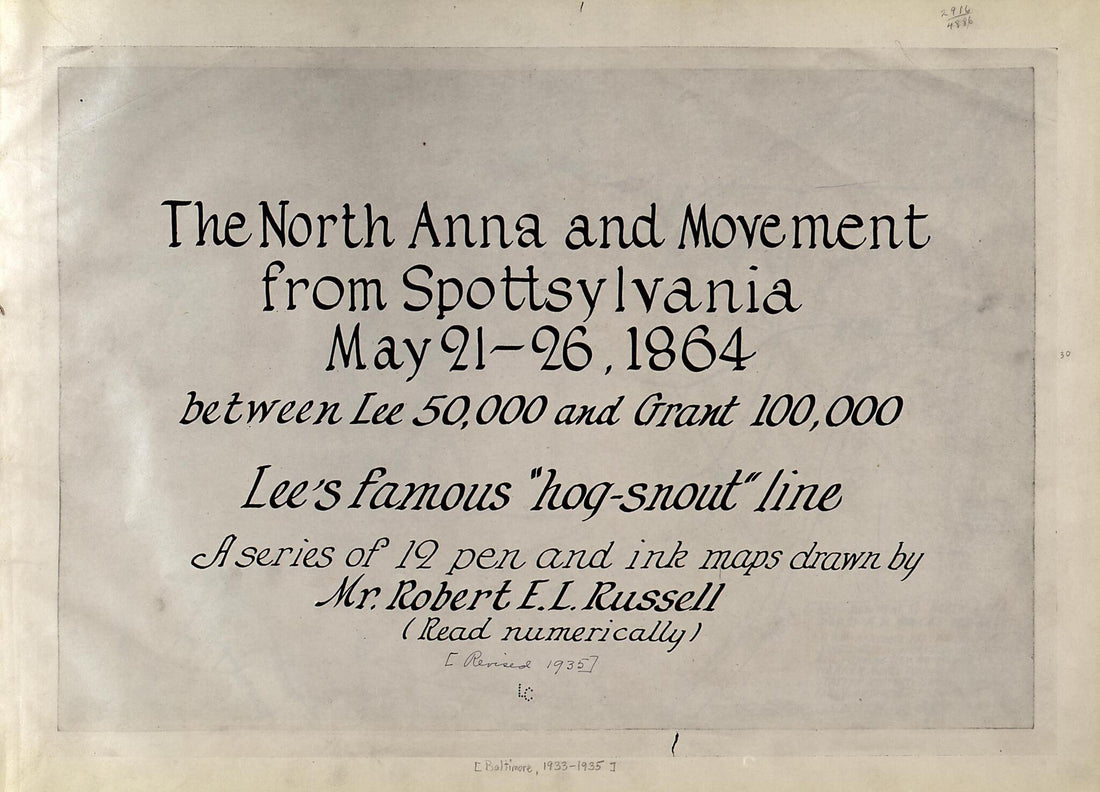 The North Anna and Movement
from Spottsylvania
May 21-26, 1864
between Lee 50,000 and Grant 100,000
Lee's famous "hog-snout" line
A series of 12 pen and ink maps drawn by
Mr. Robert E.L. Russell
(Read numerically)
[Revised 1935]
LC
[Baltimore, 1933-1935]
30